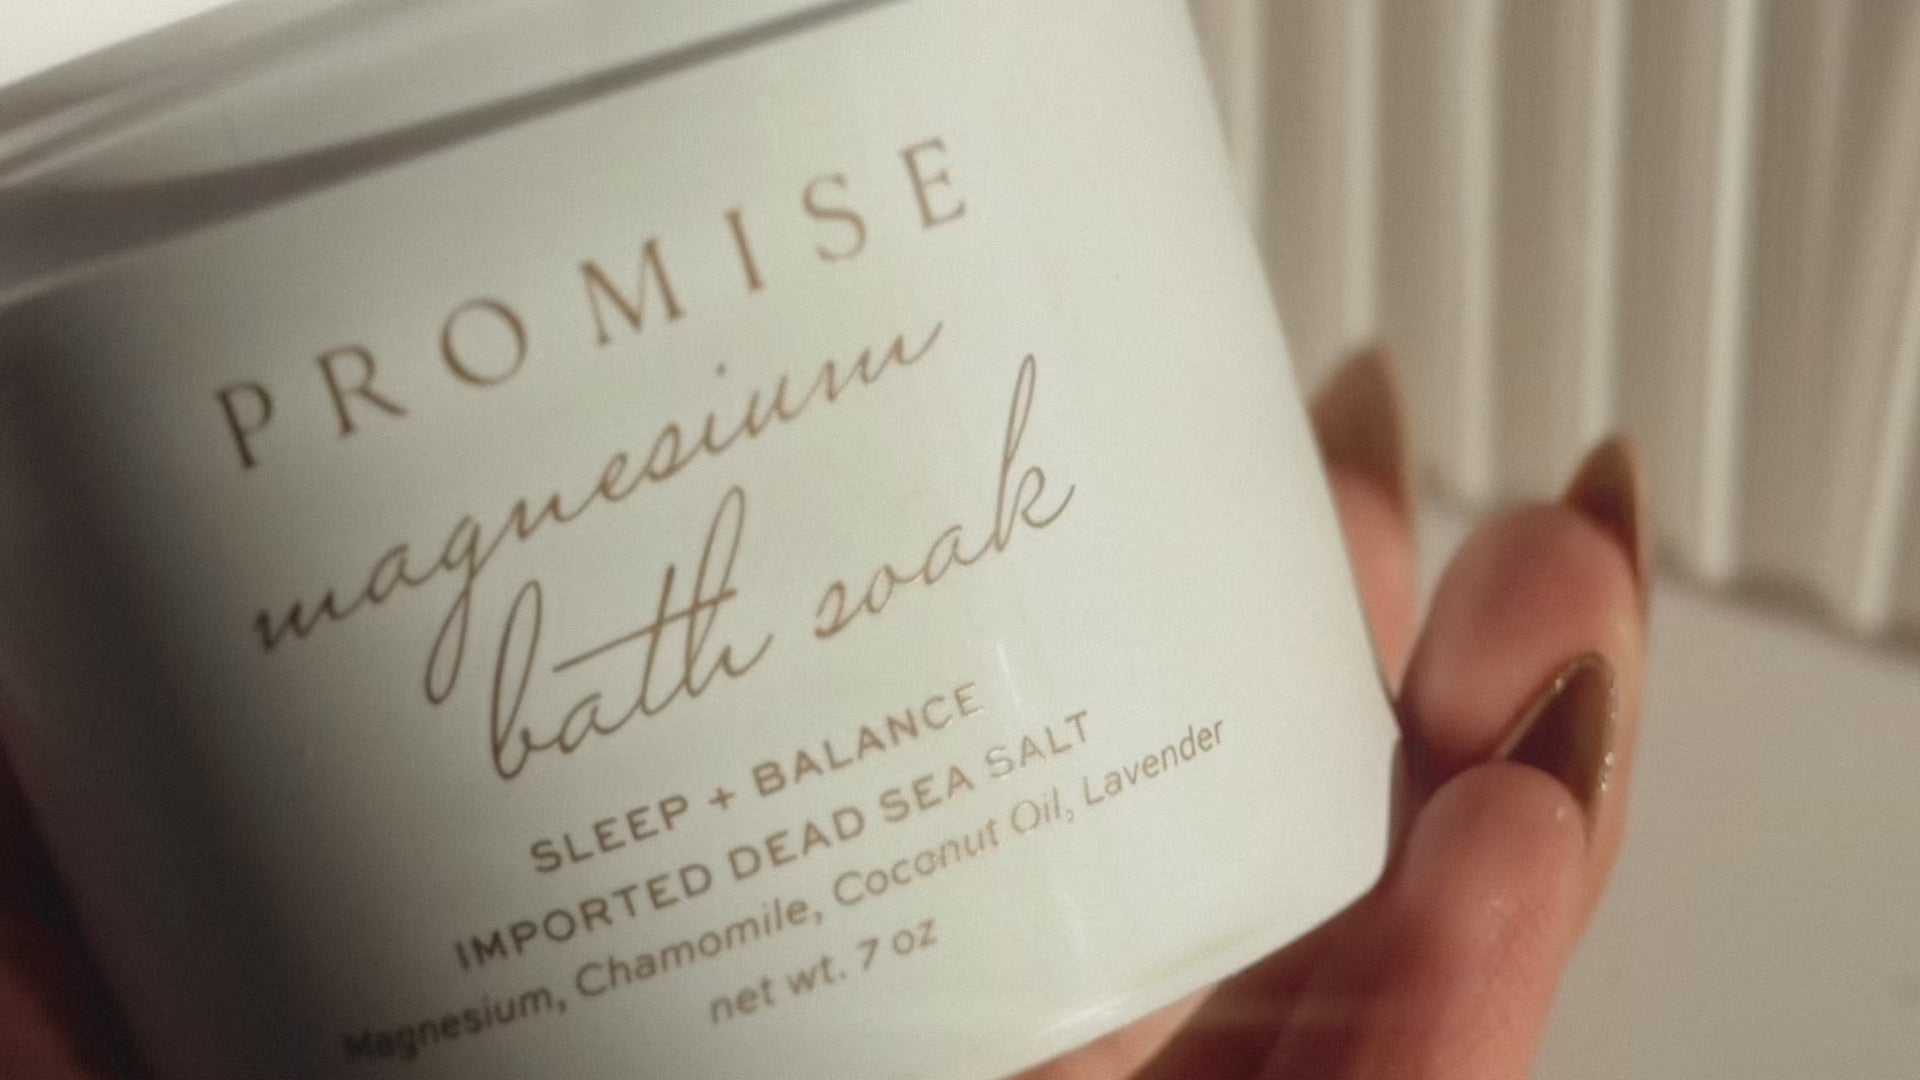 PROMISE
magnesium
bath soak
SLEEP + BALANCE
IMPORTED DEAD SEA SALT
Magnesium, Chamomile, Coconut Oil, Lavender
net wt. 7 oz